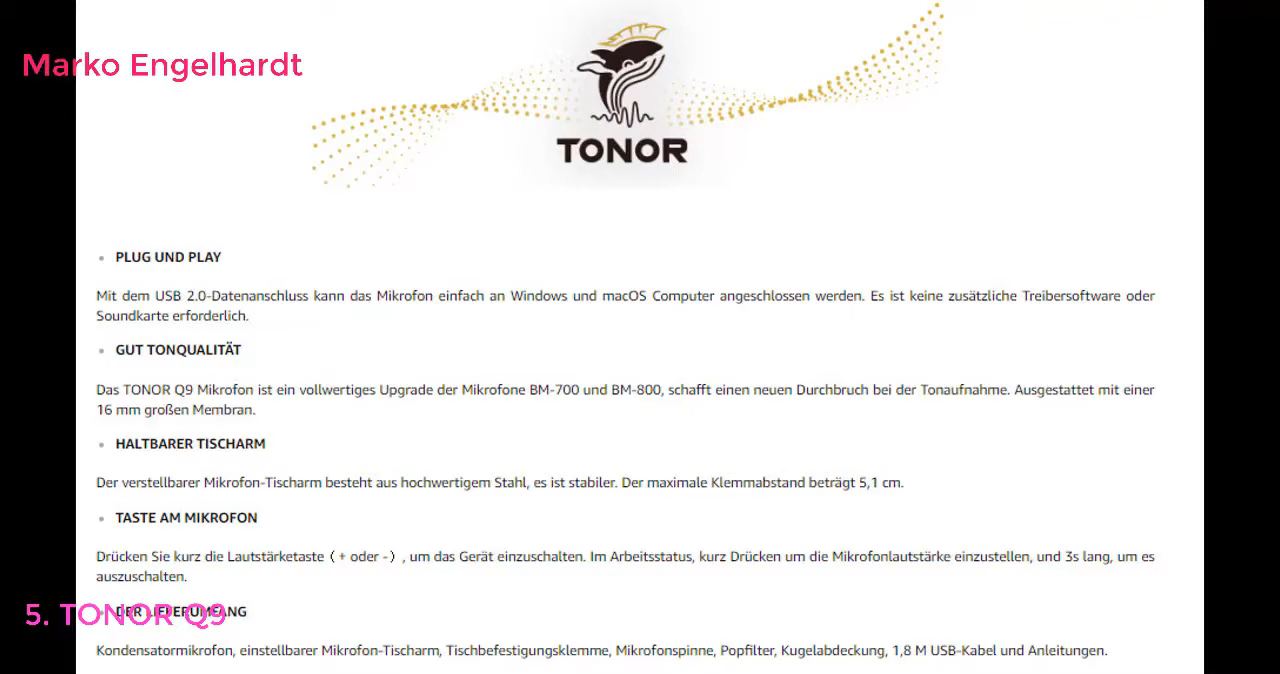 Marko Engelhardt
TONOR
PLUG UND PLAY
Mit dem USB 2.0-Datenanschluss kann das Mikrofon einfach an Windows und macOS Computer angeschlossen werden. Es ist keine zusätzliche Treibersoftware oder
Soundkarte erforderlich.
GUT TONQUALITÄT
Das TONOR Q9 Mikrofon ist ein vollwertiges Upgrade der Mikrofone BM-700 und BM-800, schafft einen neuen Durchbruch bei der Tonaufnahme. Ausgestattet mit einer
16 mm großen Membran.
HALTBARER TISCHARM
Der verstellbarer Mikrofon-Tischarm besteht aus hochwertigem Stahl, es ist stabiler. Der maximale Klemmabstand beträgt 5,1 cm.
TASTE AM MIKROFON
Drücken Sie kurz die Lautstärketaste（+ oder -）, um das Gerät einzuschalten. Im Arbeitsstatus, kurz Drücken um die Mikrofonlautstärke einzustellen, und 3s lang, um es
auszuschalten.
DER LIEFERUMFANG
5. TONOR Q9
Kondensatormikrofon, einstellbarer Mikrofon-Tischarm, Tischbefestigungsklemme, Mikrofonspinne, Popfilter, Kugelabdeckung, 1,8 M USB-Kabel und Anleitungen.